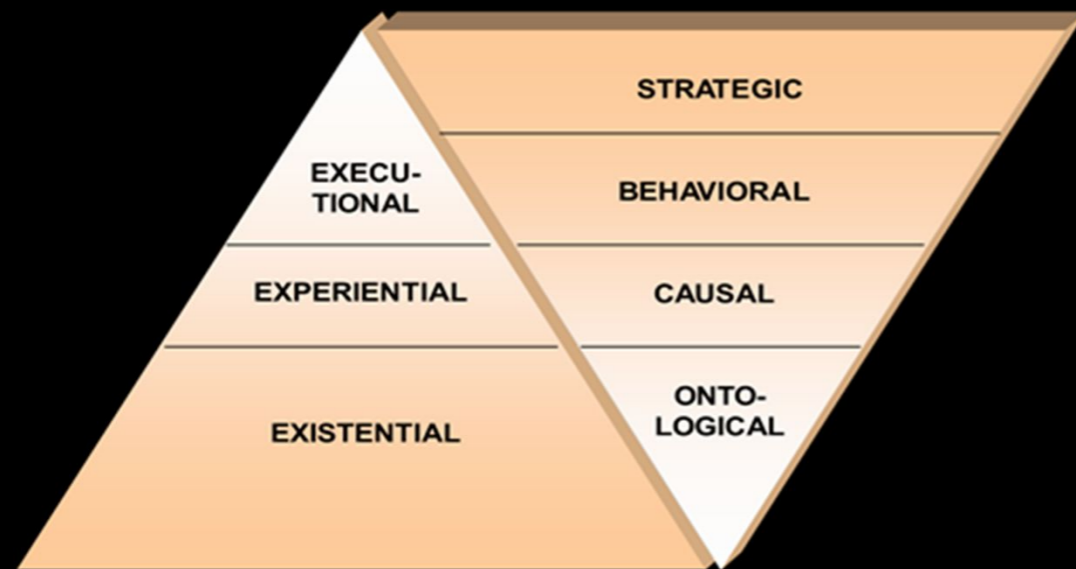 EXECU-
TIONAL
EXPERIENTIAL
EXISTENTIAL
STRATEGIC
BEHAVIORAL
CAUSAL
ONTO-
LOGICAL